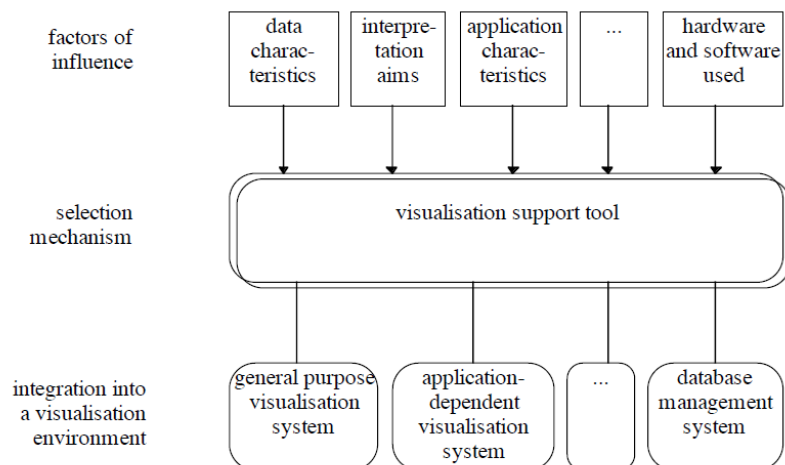 factors of
influence
data
charac-
teristics
interpre-
tation
aims
application
charac-
teristics
...
hardware
and software
used
selection
mechanism
visualisation support tool
integration into
a visualisation
environment
general purpose
visualisation
system
application-
dependent
visualisation
system
...
database
management
system